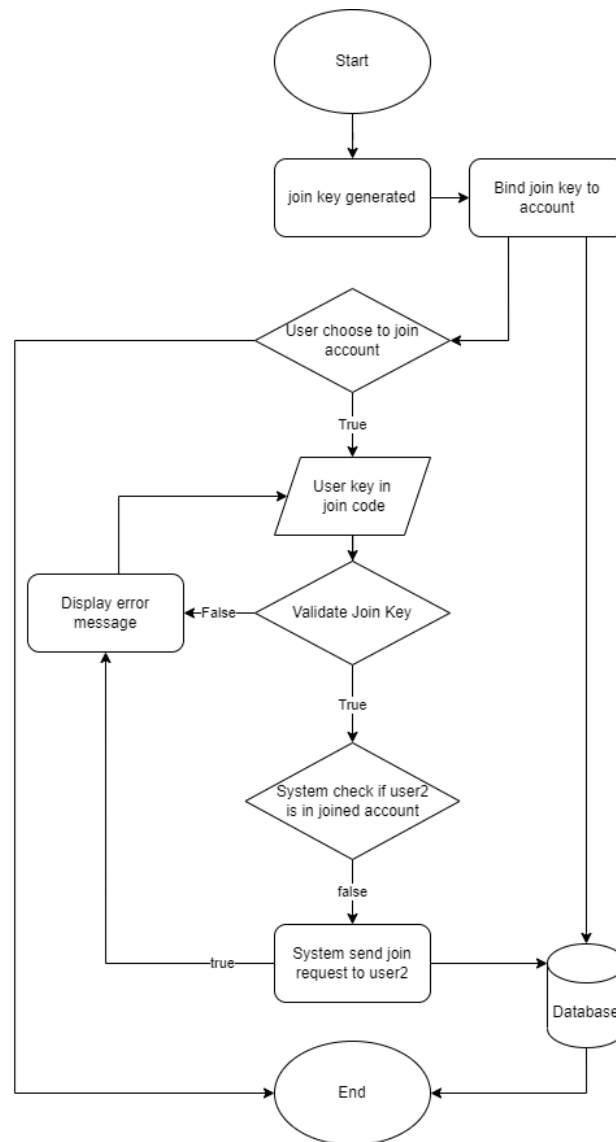 Start
join key generated
Bind join key to
account
User choose to join
account
True
User key in
join code
Display error
message
False
Validate Join Key
True
System check if user2
is in joined account
false
true
System send join
request to user2
Database
End